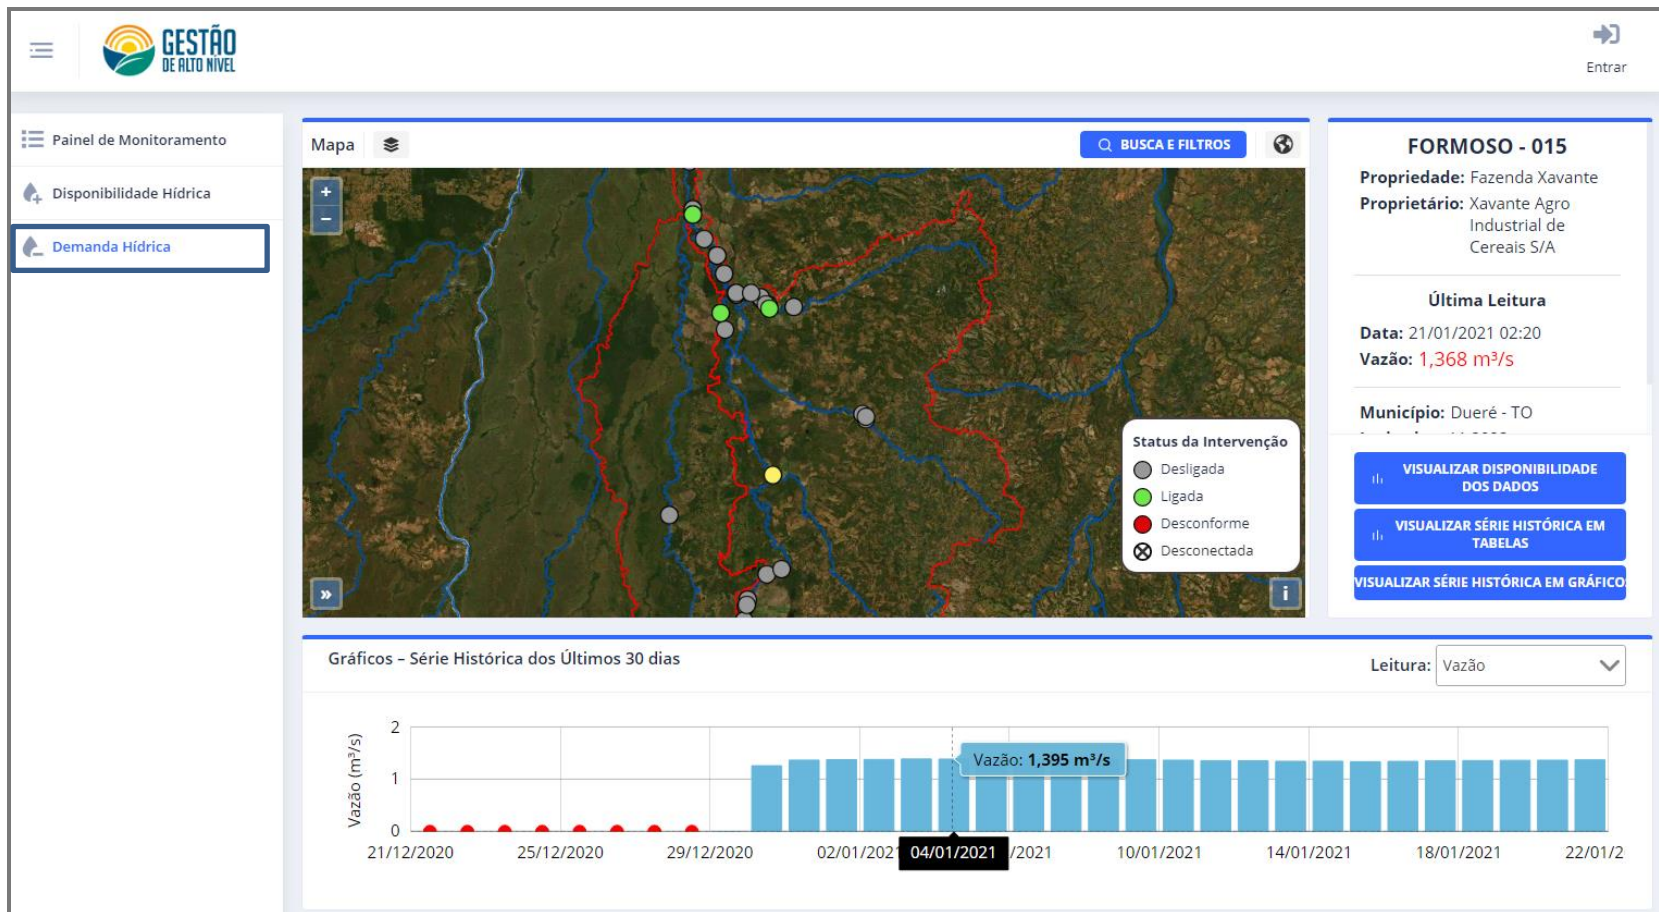 GESTÃO
DE ALTO NÍVEL
Entrar
Painel de Monitoramento
Disponibilidade Hídrica
Demanda Hídrica
Mapa
BUSCA E FILTROS
+
–
Status da Intervenção
Desligada
Ligada
Desconforme
Desconectada
»
i
FORMOSO - 015
Propriedade: Fazenda Xavante
Proprietário: Xavante Agro
Industrial de
Cereais S/A
Última Leitura
Data: 21/01/2021 02:20
Vazão: 1,368 m³/s
Município: Dueré - TO
VISUALIZAR DISPONIBILIDADE
DOS DADOS
VISUALIZAR SÉRIE HISTÓRICA EM
TABELAS
VISUALIZAR SÉRIE HISTÓRICA EM GRÁFICO
Gráficos – Série Histórica dos Últimos 30 dias
Leitura: Vazão
Vazão (m³/s)
2
1
0
Vazão: 1,395 m³/s
21/12/2020 25/12/2020 29/12/2020 02/01/2021 04/01/2021 /2021 10/01/2021 14/01/2021 18/01/2021 22/01/2